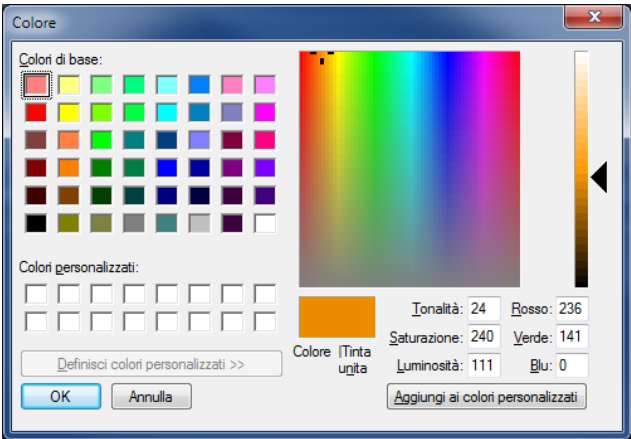 Colore
Colori di base:
Colori personalizzati:
Tonalità: 24 Rosso: 236
Saturazione: 240 Verde: 141
Colore |Tinta unita
Luminosità: 111 Blu: 0
Definisci colori personalizzati >>
OK Annulla Aggiungi ai colori personalizzati